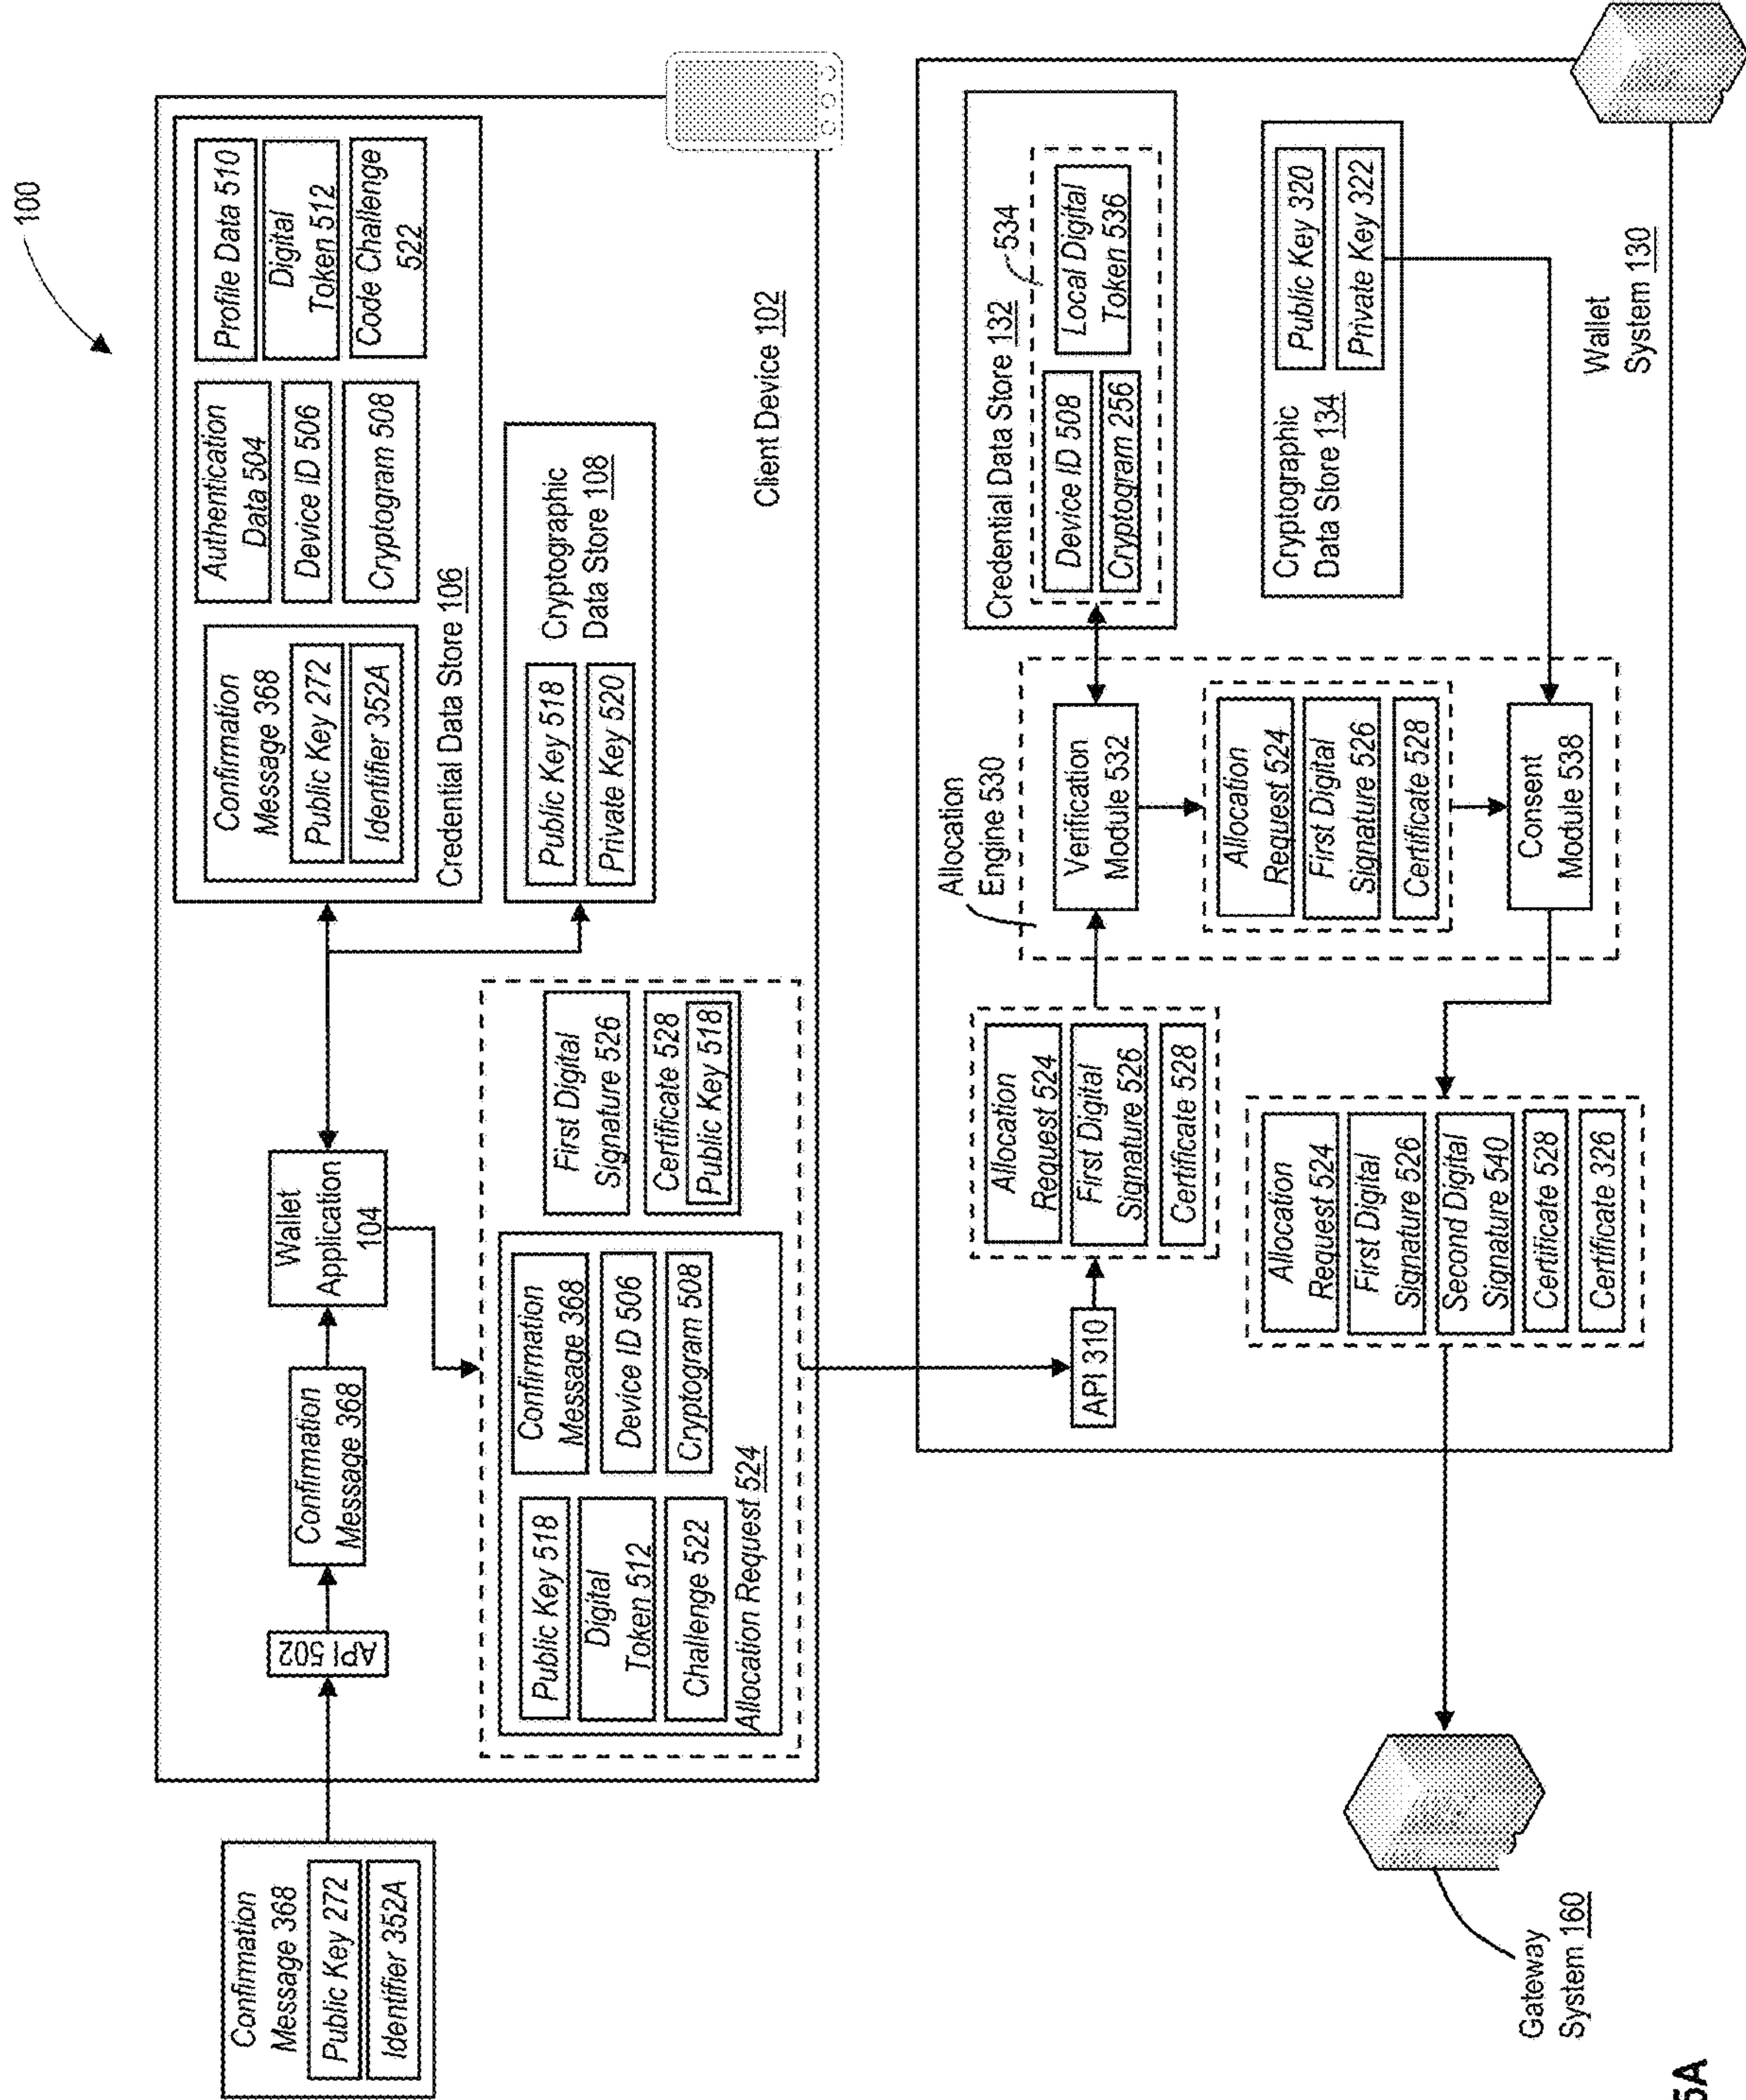 100
Confirmation
Message 368
Public Key 272
Identifier 352A
API 502
Confirmation
Message 368
Wallet
Application
104
Confirmation
Message 368
Public Key 272
Identifier 352A
Authentication
Data 504
Device ID 506
Cryptogram 508
Profile Data 510
Digital
Token 512
Code Challenge
522
Credential Data Store 106
Public Key 518
Private Key 520
Cryptographic
Data Store 108
Client Device 102
Public Key 518
Digital
Token 512
Challenge 522
Confirmation
Message 368
Device ID 506
Cryptogram 508
Allocation Request 524
First Digital
Signature 526
Certificate 528
Public Key 518
API 310
Allocation
Request 524
First Digital
Signature 526
Certificate 528
Allocation
Engine 530
Verification
Module 532
Allocation
Request 524
First Digital
Signature 526
Certificate 528
Consent
Module 538
Credential Data Store 132
534
Device ID 508
Cryptogram 256
Local Digital
Token 536
Cryptographic
Data Store 134
Public Key 320
Private Key 322
Wallet
System 130
Allocation
Request 524
First Digital
Signature 526
Second Digital
Signature 540
Certificate 528
Certificate 326
Gateway
System 160